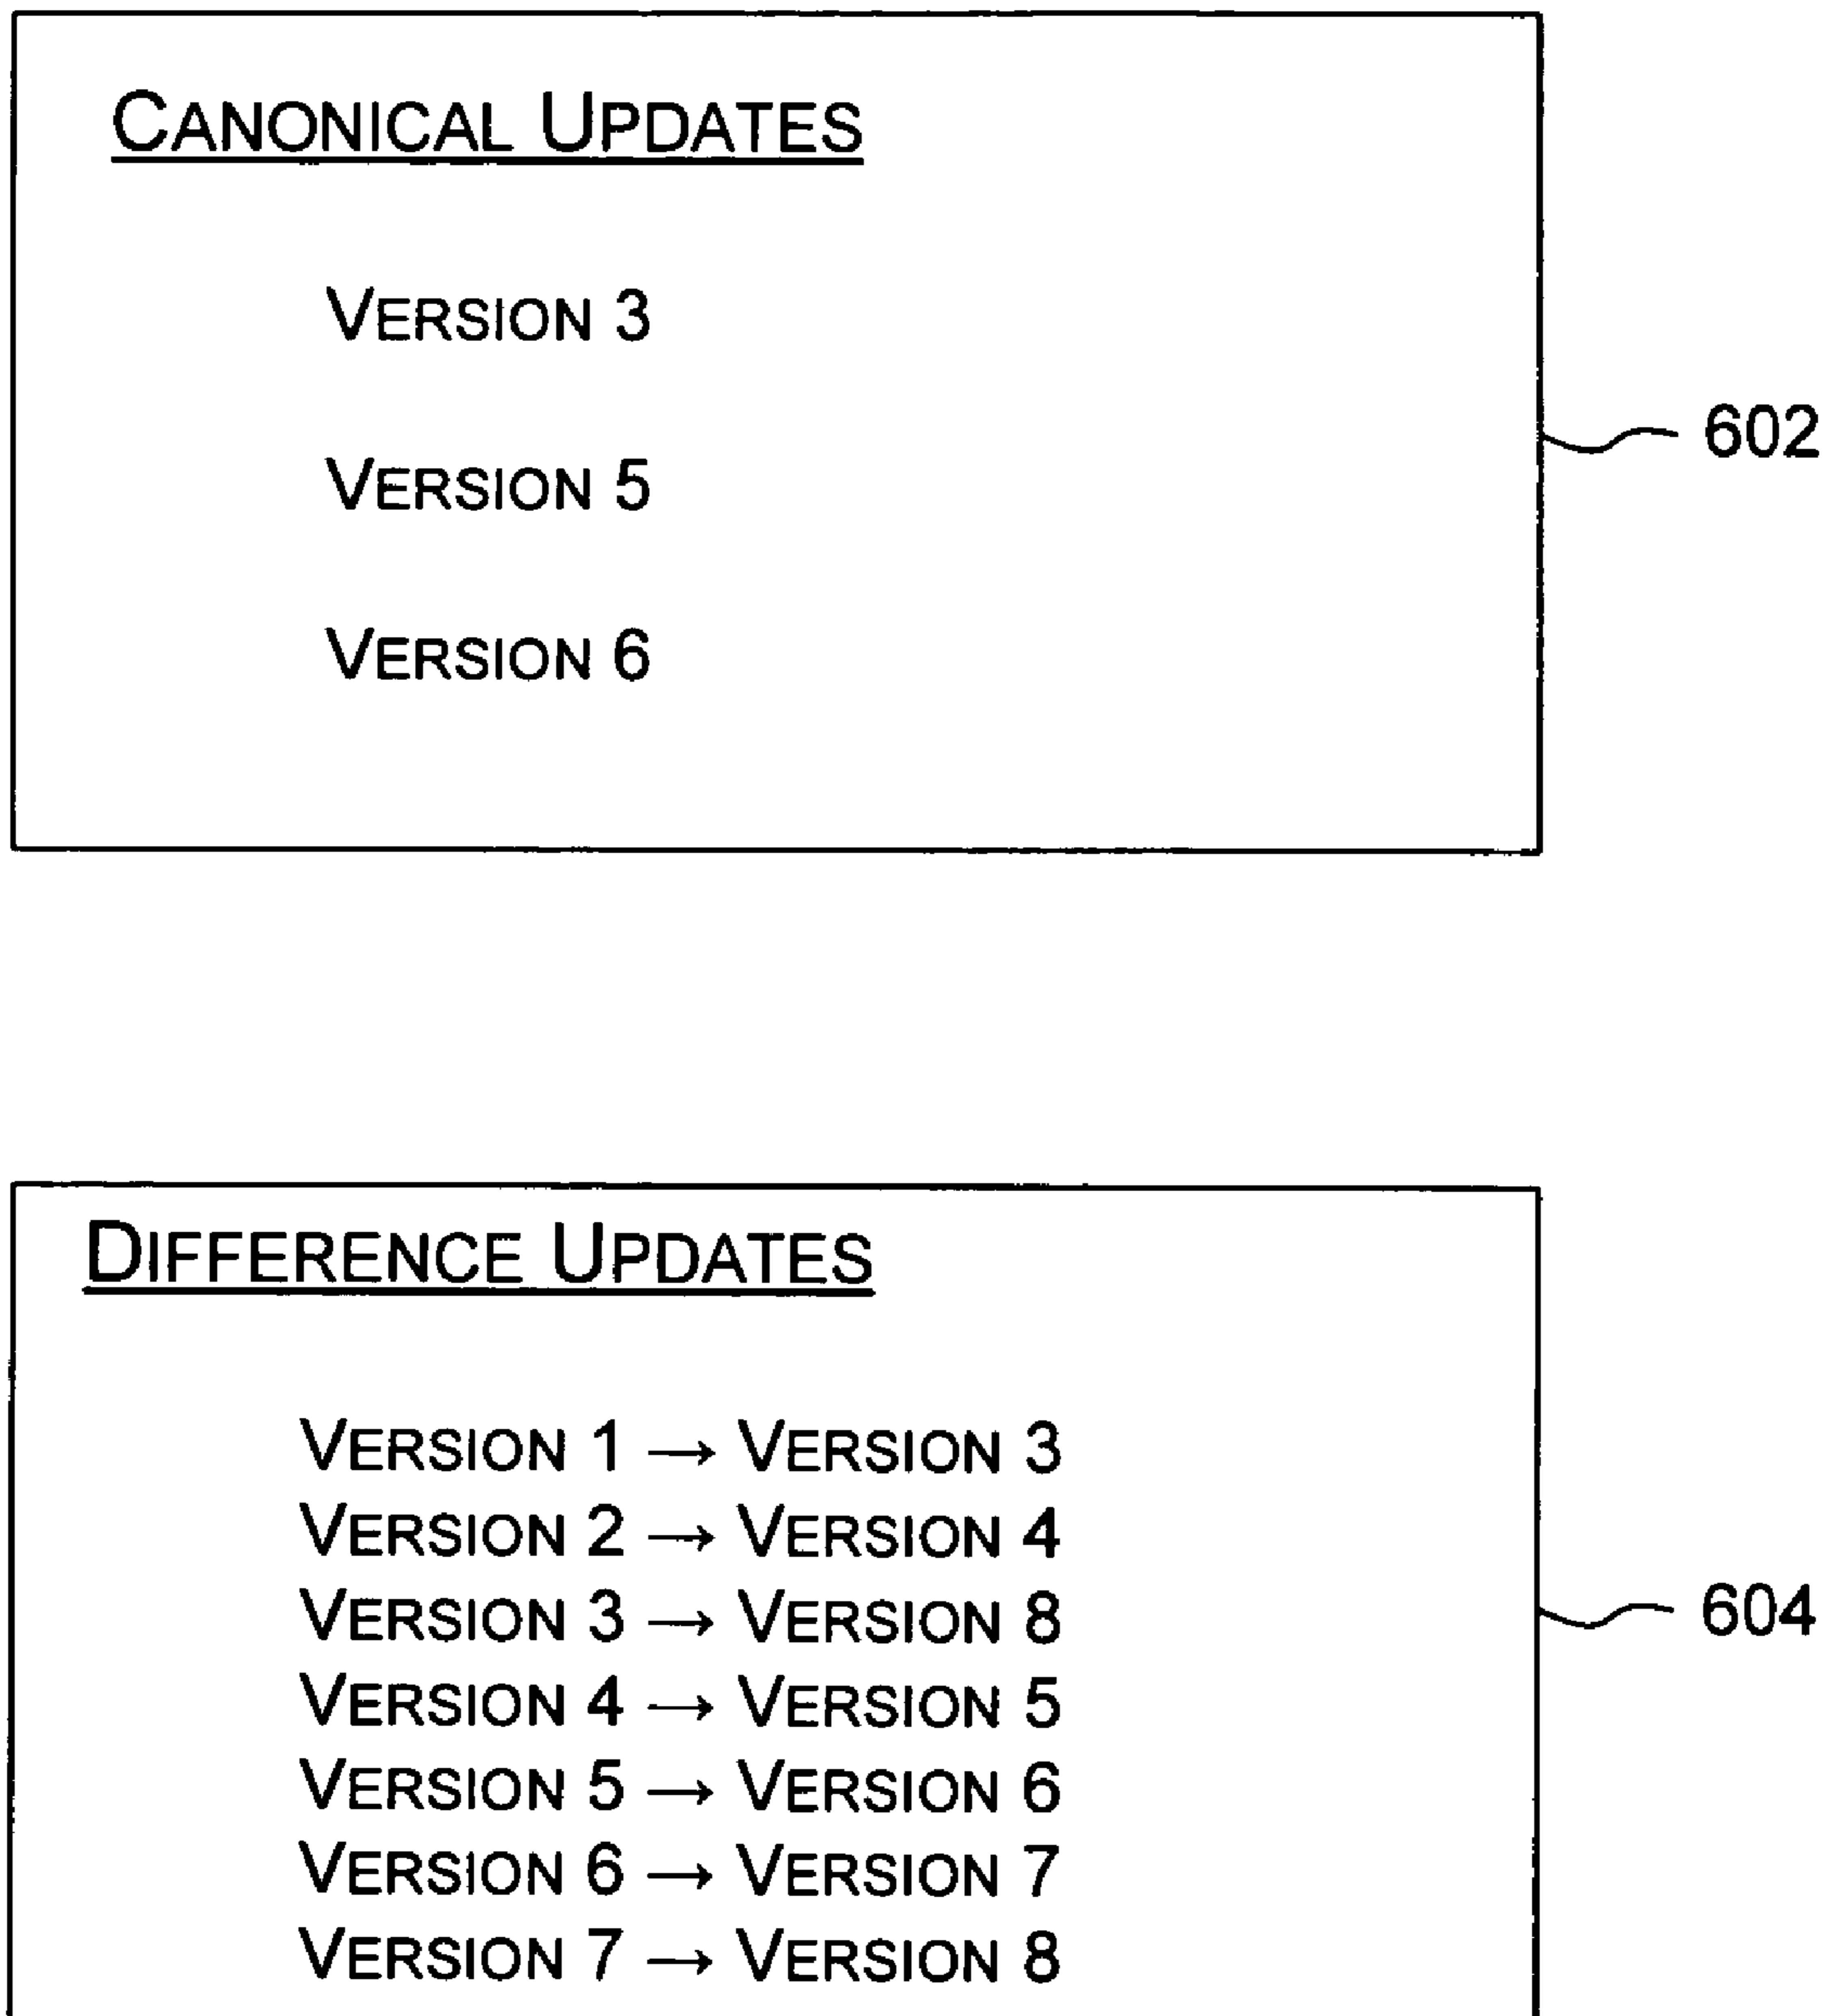 CANONICAL UPDATES
VERSION 3
VERSION 5
602
VERSION 6
DIFFERENCE UPDATES
VERSION 1 → VERSION 3
VERSION 2 → VERSION 4
VERSION 3 → VERSION 8
604
VERSION 4 → VERSION 5
VERSION 5 → VERSION 6
VERSION 6 → VERSION 7
VERSION 7 → VERSION 8